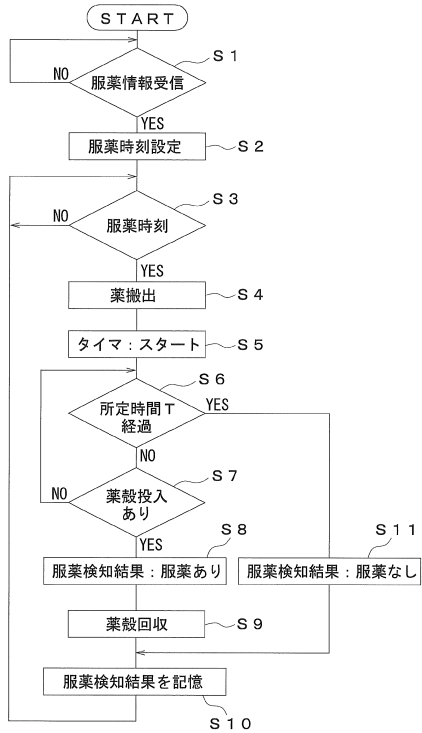 START
S1
NO
服薬情報受信
YES
服薬時刻設定
S2
S3
NO
服薬時刻
YES
薬搬出
S4
タイマ：スタート
S5
S6
所定時間T
経過
YES
NO
S7
薬殻投入
あり
NO
YES
S8
S11
服薬検知結果：服薬あり
服薬検知結果：服薬なし
薬殻回収
S9
服薬検知結果を記憶
S10